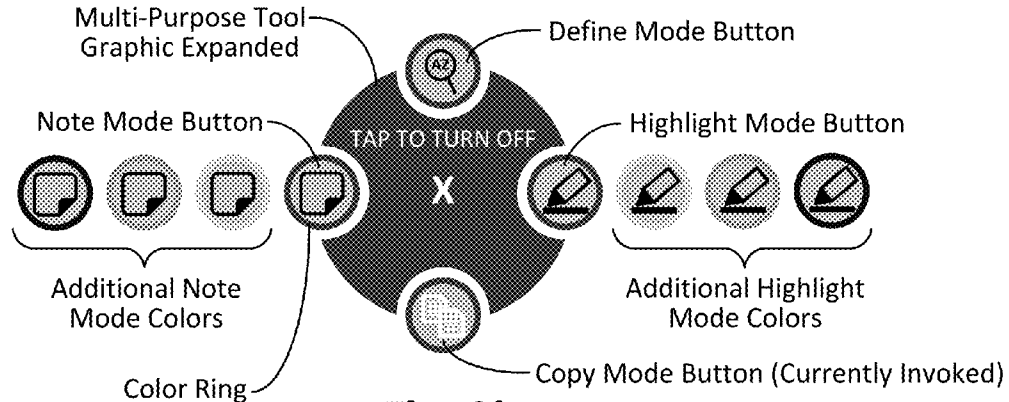 Multi-Purpose Tool
Graphic Expanded
AZ
Define Mode Button
Note Mode Button
TAP TO TURN OFF
X
Highlight Mode Button
Additional Note
Mode Colors
Additional Highlight
Mode Colors
Color Ring
Copy Mode Button (Currently Invoked)